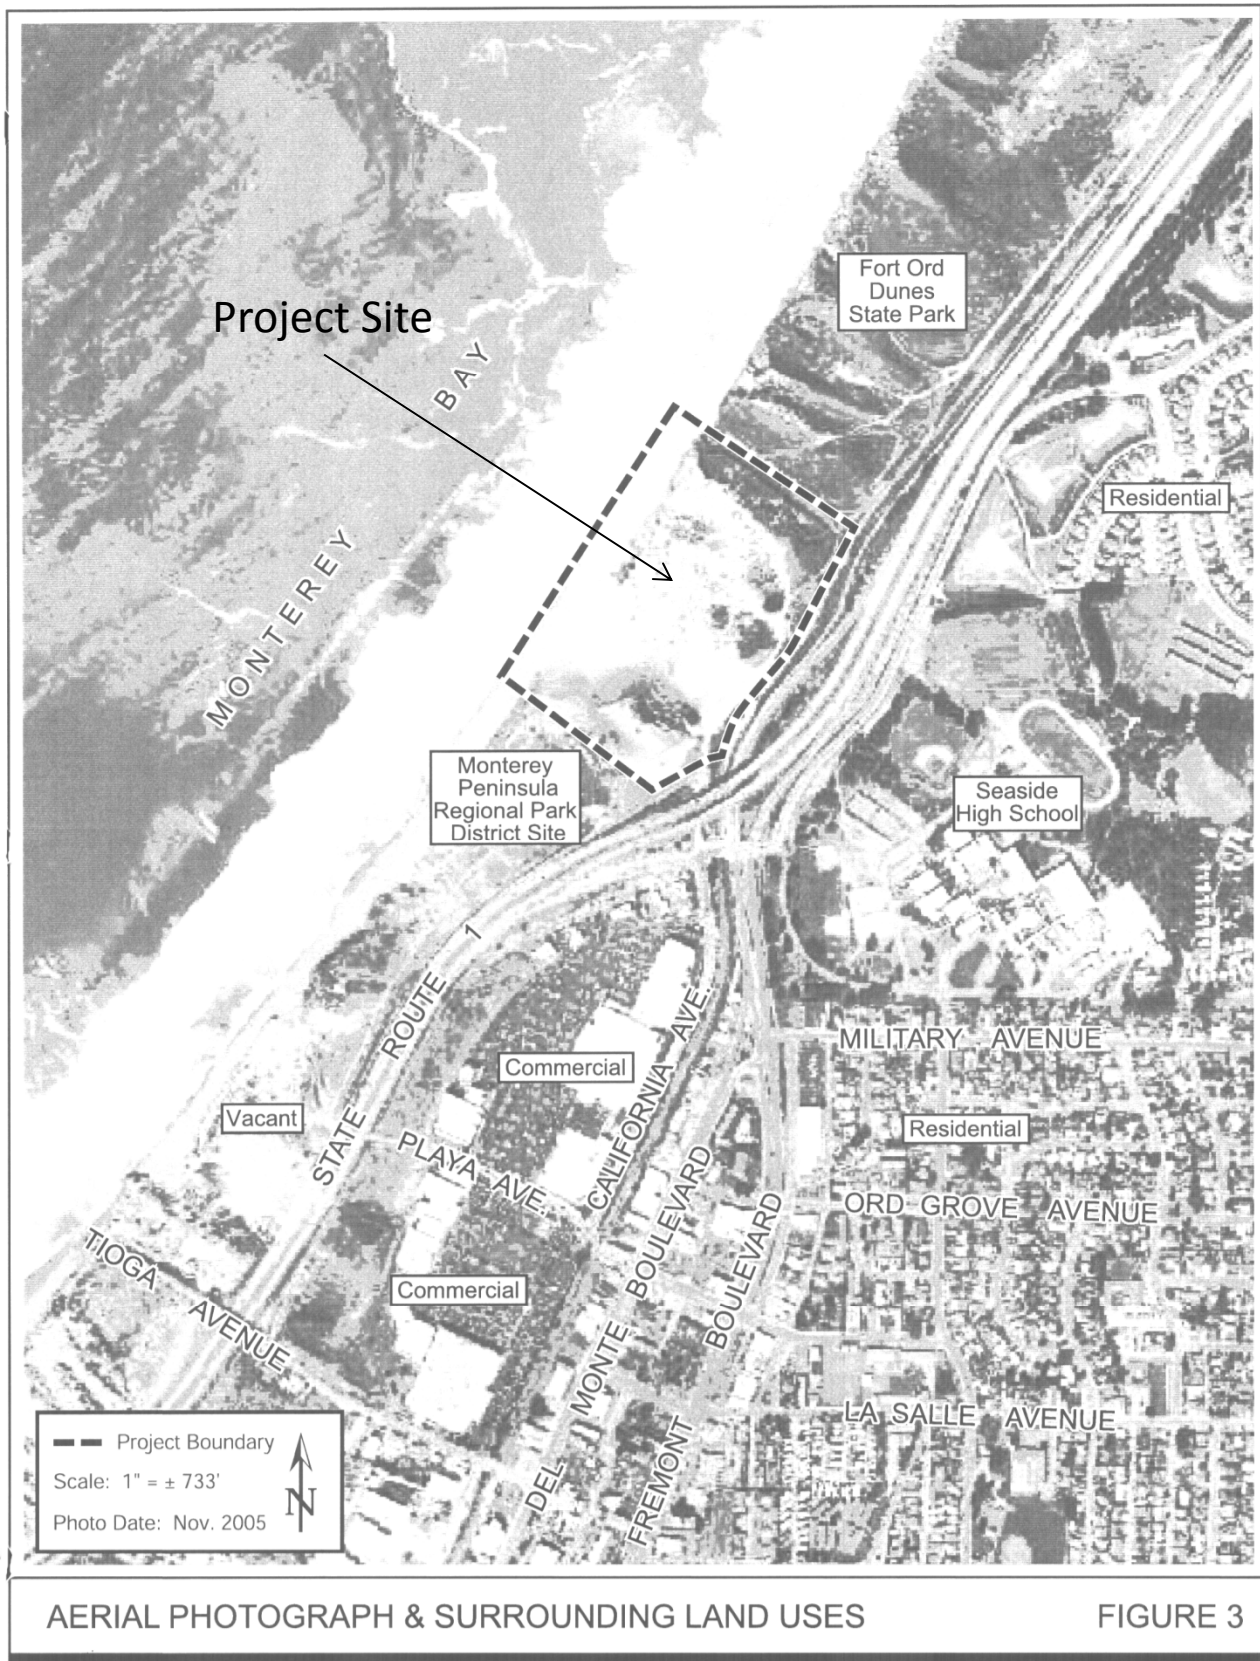 Project Site
MONTEREY BAY
Fort Ord
Dunes
State Park
Residential
Monterey
Peninsula
Regional Park
District Site
Seaside
High School
STATE ROUTE 1
Commercial
CALIFORNIA AVE.
MILITARY AVENUE
Vacant
PLAYA AVE.
Residential
ORD GROVE AVENUE
TIOGA AVENUE
Commercial
DEL MONTE BOULEVARD
FREMONT BOULEVARD
LA SALLE AVENUE
Project Boundary
Scale: 1" = ± 733'
Photo Date: Nov. 2005
N
AERIAL PHOTOGRAPH & SURROUNDING LAND USES
FIGURE 3